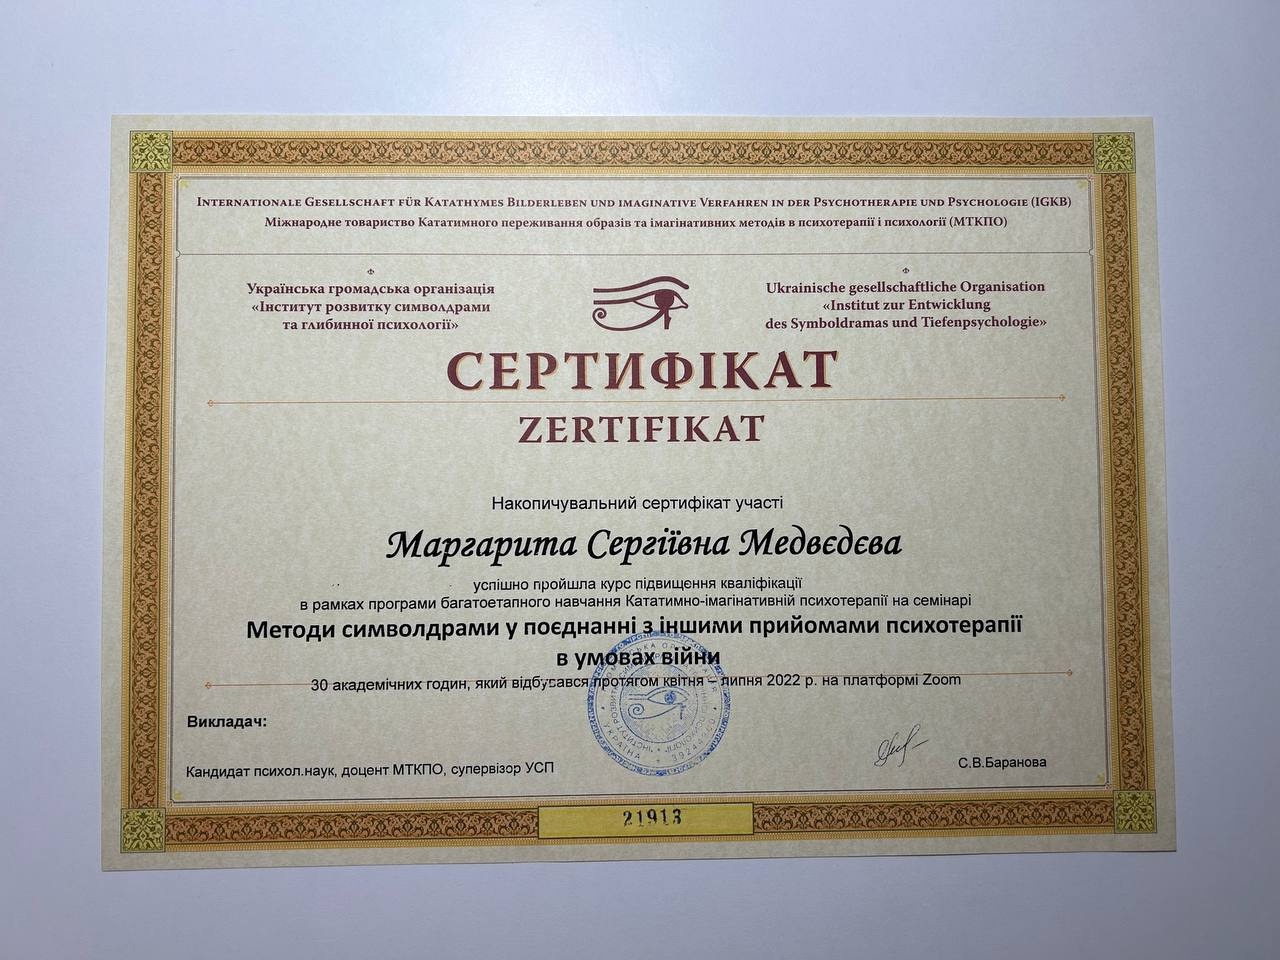 INTERNATIONALE GESELLSCHAFT FÜR KATATHYMES BILDERLEBEN UND IMAGINATIVE VERFAHREN IN DER PSYCHOTHERAPIE UND PSYCHOLOGIE (IGKB)
Міжнародне товариство Кататимного переживання образів та імагінативних методів в психотерапії і психології (МТКПО)
Українська громадська організація
«Інститут розвитку символдрами
та глибинної психології»
Ukrainische gesellschaftliche Organisation
«Institut zur Entwicklung
des Symboldramas und Tiefenpsychologie»
СЕРТИФІКАТ
ZERTIFIKAT
Накопичувальний сертифікат участі
Маргарита Сергіївна Медвєдєва
успішно пройшла курс підвищення кваліфікації
в рамках програми багатоетапного навчання Кататимно-імагінативній психотерапії на семінарі
Методи символдрами у поєднанні з іншими прийомами психотерапії
в умовах війни
30 академічних годин, який відбувався протягом квітня – липня 2022 р. на платформі Zoom
Викладач:
Кандидат психол.наук, доцент МТКПО, супервізор УСП
С.В.Баранова
УКРАЇНА
21913